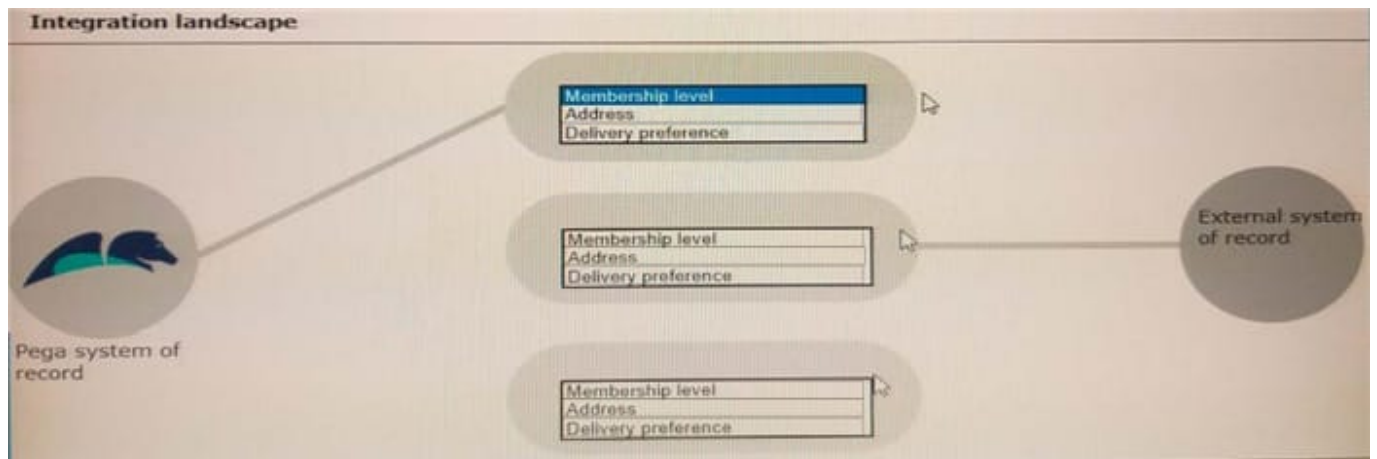 Integration landscape
Membership level
Address
Delivery preference
Membership level
Address
Delivery preference
External system
of record
Pega system of
record
Membership level
Address
Delivery preference